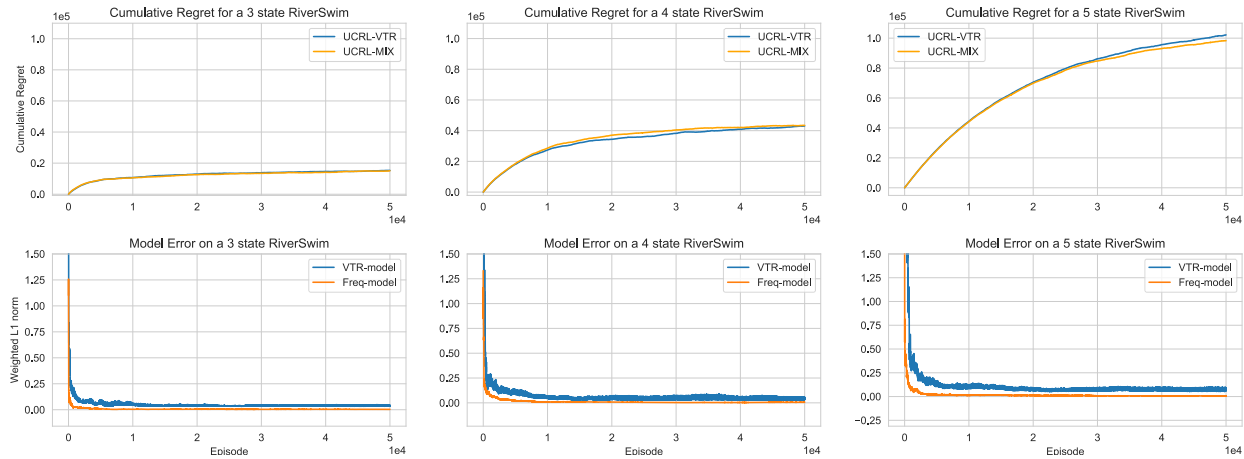 Cumulative Regret for a 3 state RiverSwim
1e5
UCRL-VTR
UCRL-MIX
1.0
0.8
0.6
0.4
0.2
0.0
Cumulative Regret
0 1 2 3 4 5
1e4
Cumulative Regret for a 4 state RiverSwim
1e5
UCRL-VTR
UCRL-MIX
1.0
0.8
0.6
0.4
0.2
0.0
0 1 2 3 4 5
1e4
Cumulative Regret for a 5 state RiverSwim
1e5
UCRL-VTR
UCRL-MIX
1.0
0.8
0.6
0.4
0.2
0.0
0 1 2 3 4 5
1e4
Model Error on a 3 state RiverSwim
VTR-model
Freq-model
1.50
1.25
1.00
0.75
0.50
0.25
0.00
Weighted L1 norm
0 1 2 3 4 5
Episode
1e4
Model Error on a 4 state RiverSwim
VTR-model
Freq-model
1.50
1.25
1.00
0.75
0.50
0.25
0.00
0 1 2 3 4 5
Episode
1e4
Model Error on a 5 state RiverSwim
VTR-model
Freq-model
1.50
1.25
1.00
0.75
0.50
0.25
0.00
−0.25
0 1 2 3 4 5
Episode
1e4